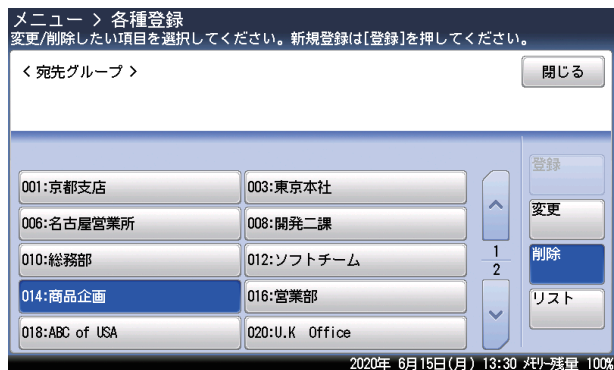 メニュー > 各種登録
変更/削除したい項目を選択してください。新規登録は[登録]を押してください。
< 宛先グループ >
閉じる
登録
001:京都支店
003:東京本社
変更
006:名古屋営業所
008:開発二課
010:総務部
012:ソフトチーム
1
2
削除
014:商品企画
016:営業部
リスト
018:ABC of USA
020:U.K Office
2020年 6月15日(月) 13:30 メモリー残量 100%